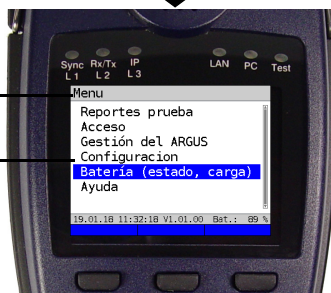 Sync Rx/Tx IP LAN PC Test
L 1 L 2 L 3
Menu
Reportes prueba
Acceso
Gestión del ARGUS
Configuracion
Batería (estado, carga)
Ayuda
19.01.18 11:32:18 V1.01.00 Bat.: 89 %